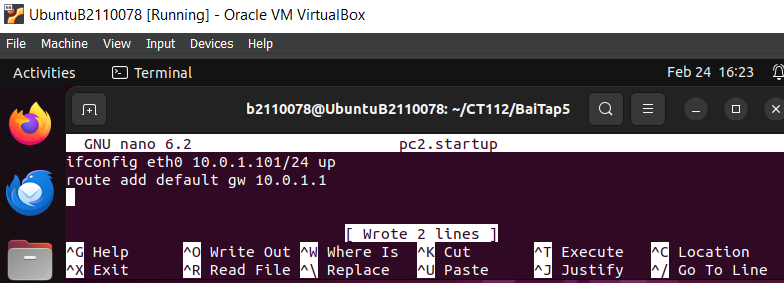 UbuntuB2110078 [Running] - Oracle VM VirtualBox
File Machine View Input Devices Help
Activities Terminal Feb 24 16:23
b2110078@UbuntuB2110078: ~/CT112/BaiTap5
GNU nano 6.2 pc2.startup
ifconfig eth0 10.0.1.101/24 up
route add default gw 10.0.1.1
[ Wrote 2 lines ]
^G Help ^O Write Out ^W Where Is ^K Cut ^T Execute ^C Location
^X Exit ^R Read File ^\ Replace ^U Paste ^J Justify ^/ Go To Line